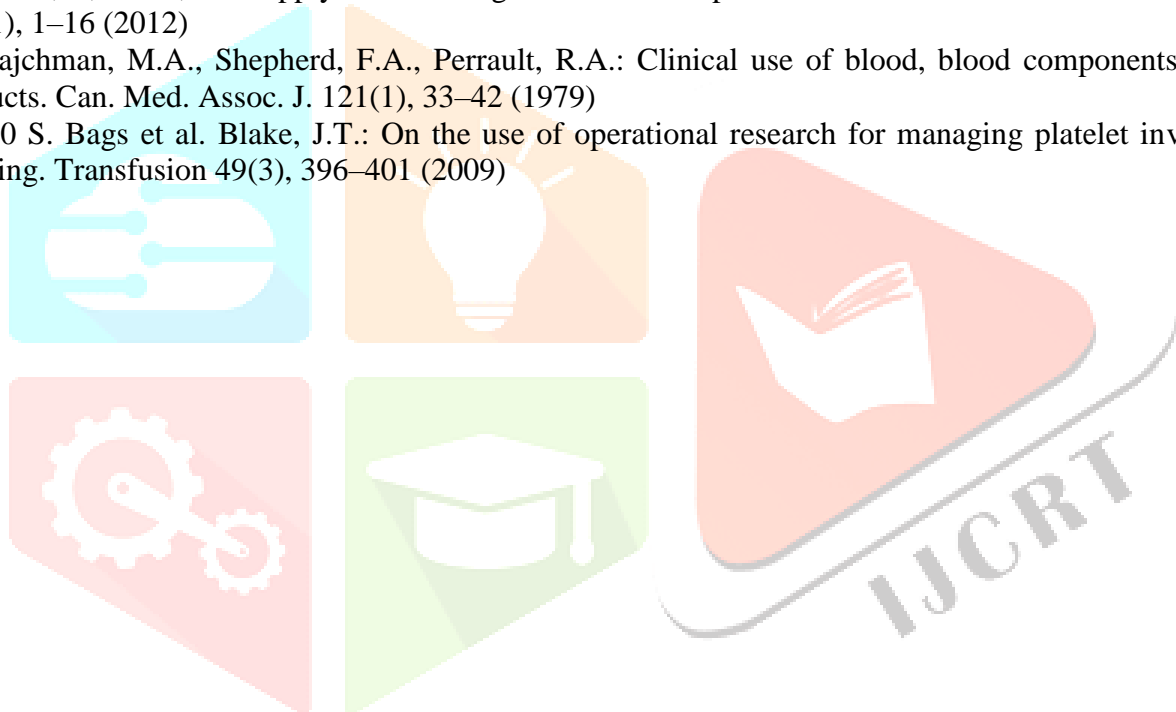 ), 1–16 (2012)
ajchman, M.A., Shepherd, F.A., Perrault, R.A.: Clinical use of blood, blood components
ucts. Can. Med. Assoc. J. 121(1), 33–42 (1979)
0 S. Bags et al. Blake, J.T.: On the use of operational research for managing platelet inv
ing. Transfusion 49(3), 396–401 (2009)
IJCRT